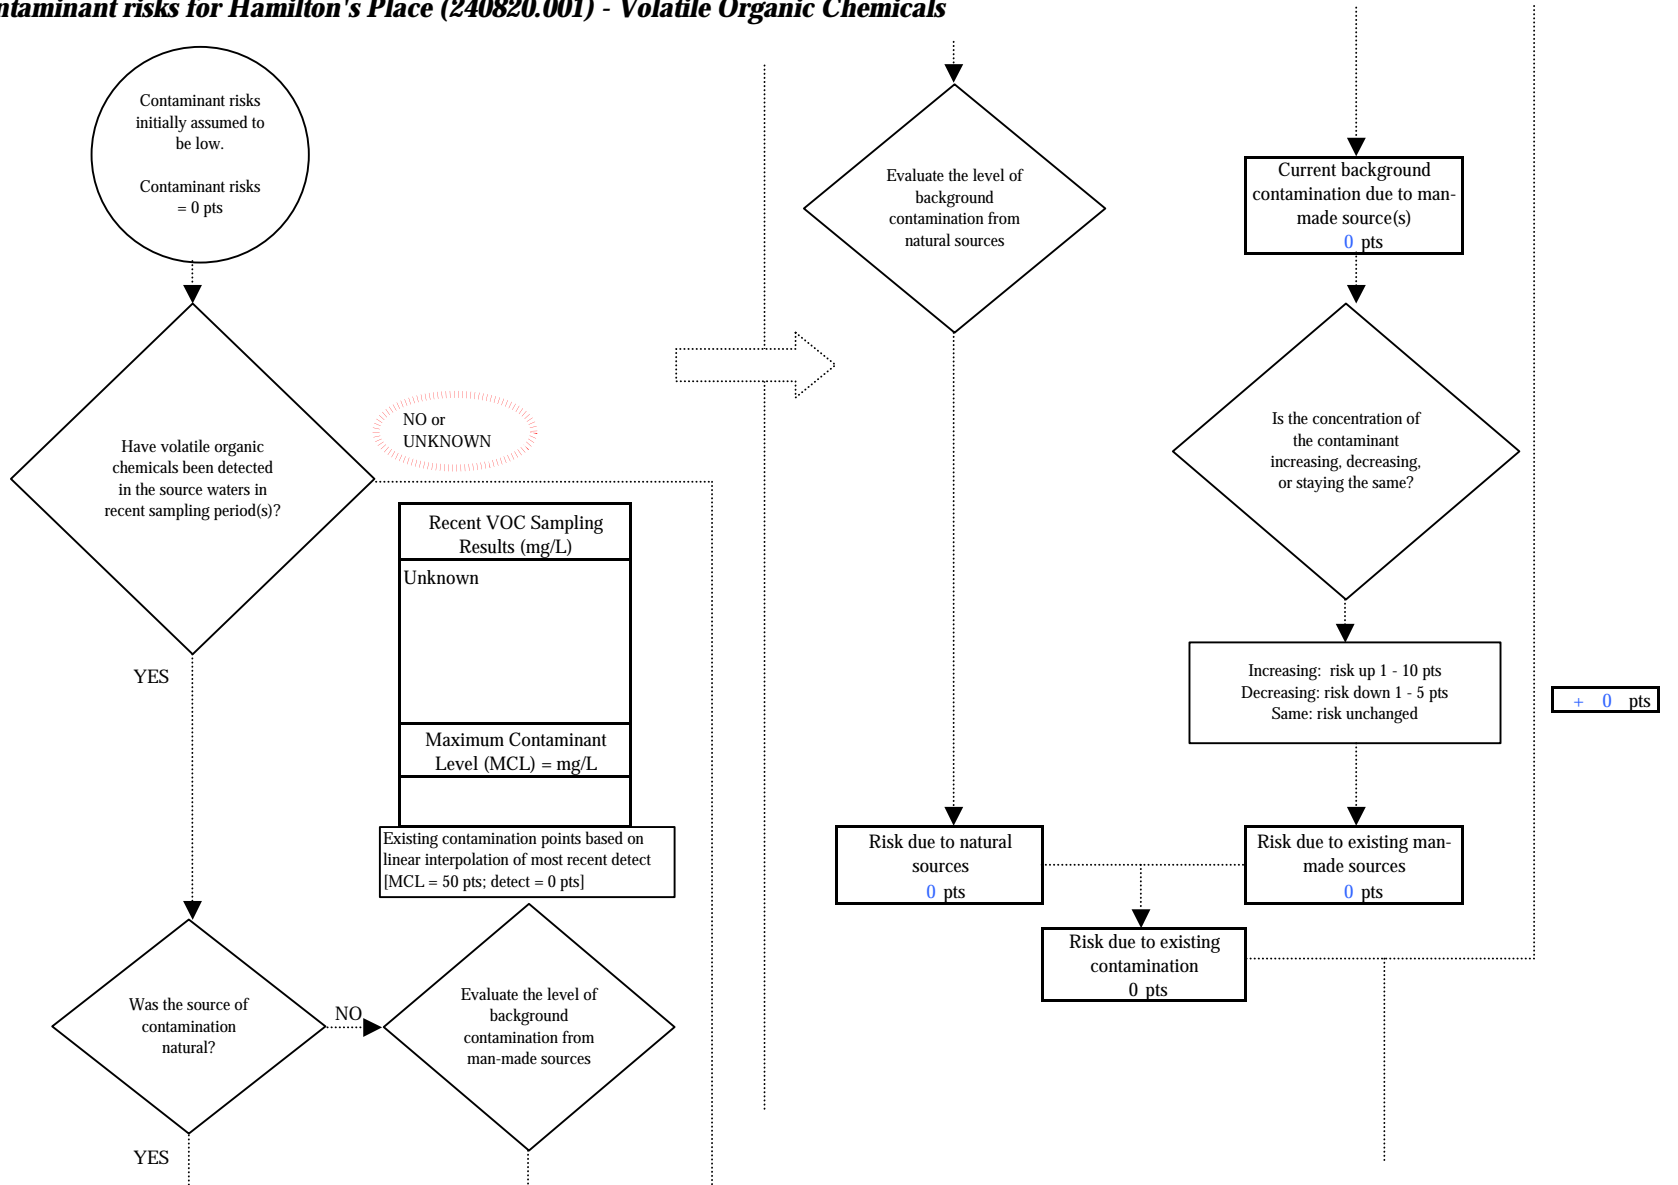 ntaminant risks for Hamilton's Place (240820.001) - Volatile Organic Chemicals
Contaminant risks
initially assumed to
be low.
Contaminant risks
= 0 pts
Have volatile organic
chemicals been detected
in the source waters in
recent sampling period(s)?
NO or
UNKNOWN
YES
Recent VOC Sampling
Results (mg/L)
Unknown
Maximum Contaminant
Level (MCL) = mg/L
Existing contamination points based on
linear interpolation of most recent detect
[MCL = 50 pts; detect = 0 pts]
Was the source of
contamination
natural?
NO
YES
Evaluate the level of
background
contamination from
man-made sources
Evaluate the level of
background
contamination from
natural sources
Risk due to natural
sources
0 pts
Current background
contamination due to man-
made source(s)
0 pts
Is the concentration of
the contaminant
increasing, decreasing,
or staying the same?
Increasing: risk up 1 - 10 pts
Decreasing: risk down 1 - 5 pts
Same: risk unchanged
Risk due to existing man-
made sources
0 pts
Risk due to existing
contamination
0 pts
+ 0 pts